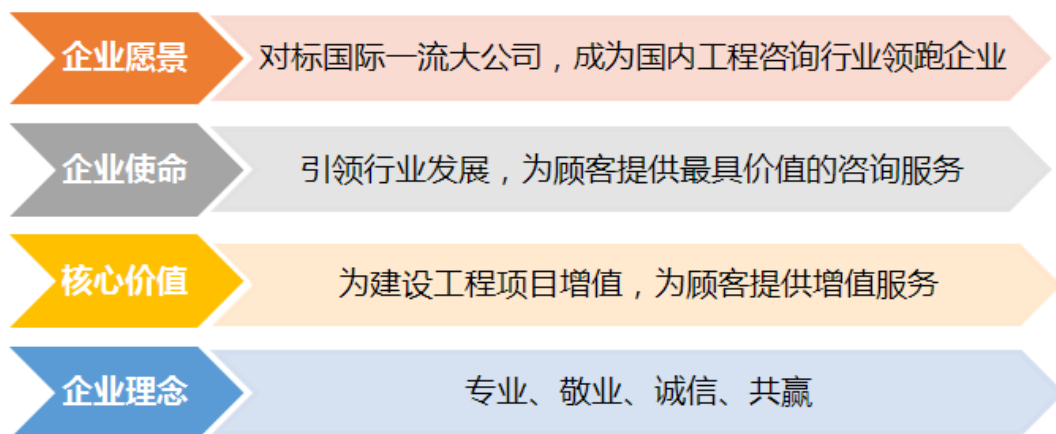 企业愿景
对标国际一流大公司，成为国内工程咨询行业领跑企业
企业使命
引领行业发展，为顾客提供最具价值的咨询服务
核心价值
为建设工程项目增值，为顾客提供增值服务
企业理念
专业、敬业、诚信、共赢